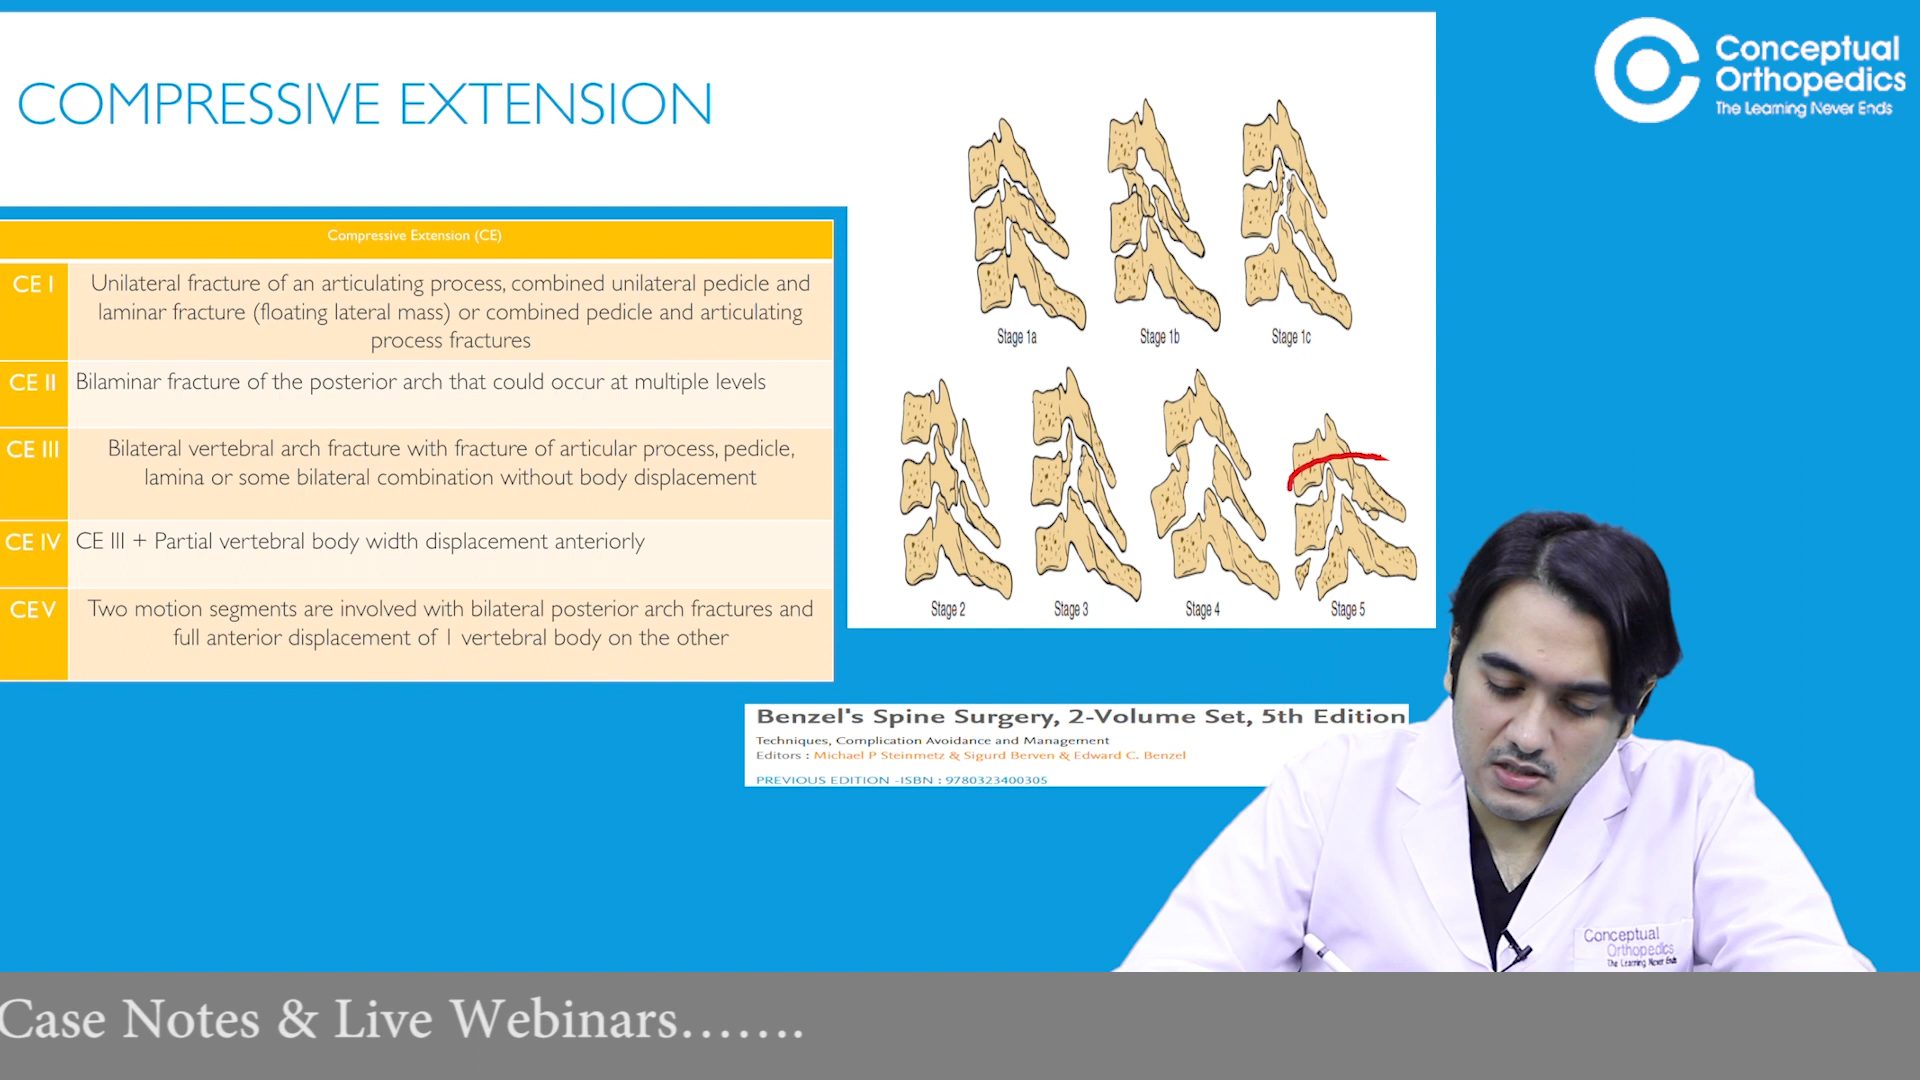 Conceptual
Orthopedics
The Learning Never Ends
COMPRESSIVE EXTENSION
Compressive Extension (CE)
CE I
Unilateral fracture of an articulating process, combined unilateral pedicle and
laminar fracture (floating lateral mass) or combined pedicle and articulating
process fractures
CE II
Bilaminar fracture of the posterior arch that could occur at multiple levels
CE III
Bilateral vertebral arch fracture with fracture of articular process, pedicle,
lamina or some bilateral combination without body displacement
CE IV
CE III + Partial vertebral body width displacement anteriorly
CE V
Two motion segments are involved with bilateral posterior arch fractures and
full anterior displacement of 1 vertebral body on the other
Stage 1a
Stage 1b
Stage 1c
Stage 2
Stage 3
Stage 4
Stage 5
Benzel's Spine Surgery, 2-Volume Set, 5th Edition
Techniques, Complication Avoidance and Management
Editors : Michael P Steinmetz & Sigurd Berven & Edward C. Benzel
PREVIOUS EDITION -ISBN : 9780323400305
Conceptual
Orthopedics
The Learning Never Ends
Case Notes & Live Webinars.......